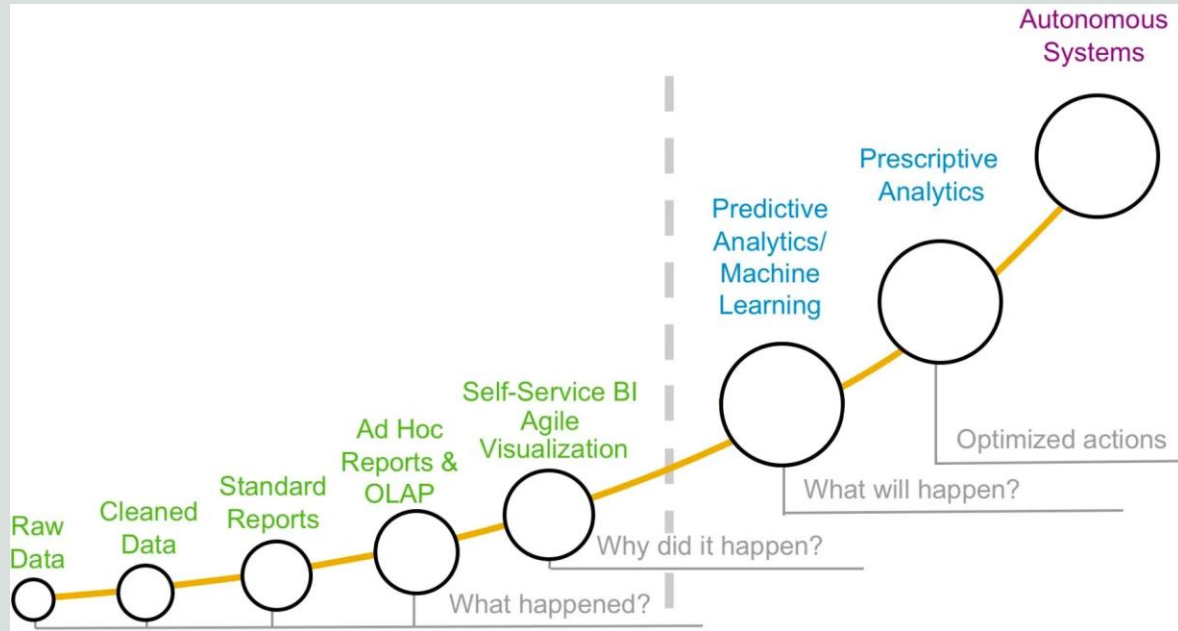 Raw
Data
Cleaned
Data
Standard
Reports
Ad Hoc
Reports &
OLAP
Self-Service BI
Agile
Visualization
Predictive
Analytics/
Machine
Learning
Prescriptive
Analytics
Autonomous
Systems
What happened?
Why did it happen?
What will happen?
Optimized actions